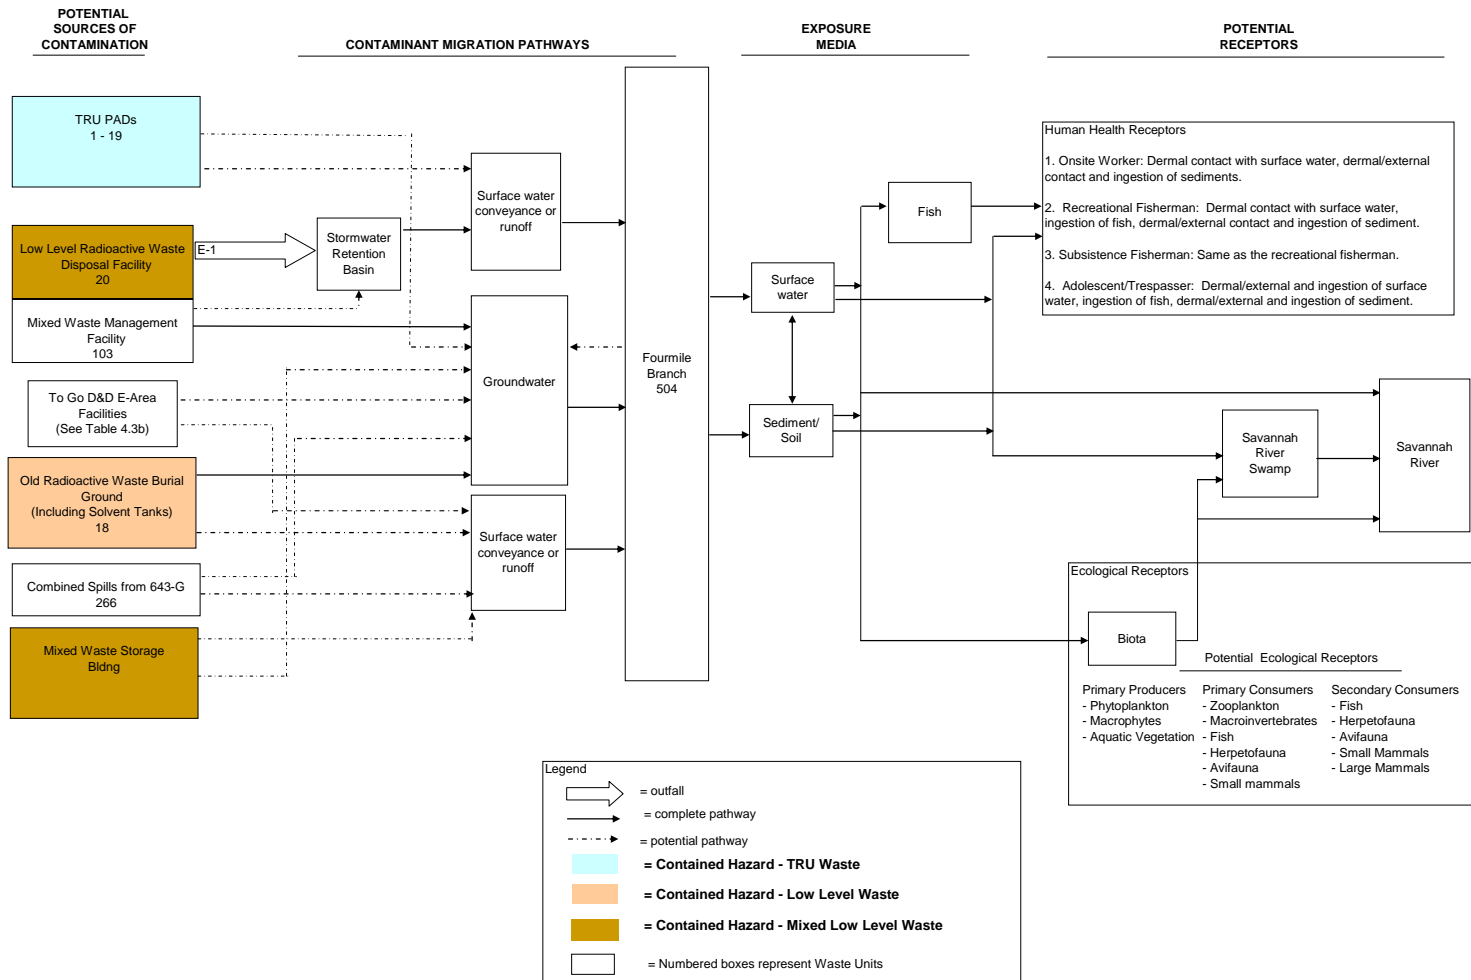 POTENTIAL
SOURCES OF
CONTAMINATION
CONTAMINANT MIGRATION PATHWAYS
EXPOSURE
MEDIA
POTENTIAL
RECEPTORS
TRU PADs
1 - 19
Low Level Radioactive Waste
Disposal Facility
20
E-1
Mixed Waste Management
Facility
103
To Go D&D E-Area
Facilities
(See Table 4.3b)
Old Radioactive Waste Burial
Ground
(Including Solvent Tanks)
18
Combined Spills from 643-G
266
Mixed Waste Storage
Bldng
Stormwater
Retention
Basin
Surface water
conveyance or
runoff
Groundwater
Surface water
conveyance or
runoff
Fourmile
Branch
504
Surface
water
Sediment/
Soil
Fish
Human Health Receptors
1. Onsite Worker: Dermal contact with surface water, dermal/external
contact and ingestion of sediments.
2. Recreational Fisherman: Dermal contact with surface water,
ingestion of fish, dermal/external contact and ingestion of sediment.
3. Subsistence Fisherman: Same as the recreational fisherman.
4. Adolescent/Trespasser: Dermal/external and ingestion of surface
water, ingestion of fish, dermal/external and ingestion of sediment.
Savannah
River
Swamp
Savannah
River
Ecological Receptors
Biota
Potential Ecological Receptors
Primary Producers
- Phytoplankton
- Macrophytes
- Aquatic Vegetation
Primary Consumers
- Zooplankton
- Macroinvertebrates
- Fish
- Herpetofauna
- Avifauna
- Small mammals
Secondary Consumers
- Fish
- Herpetofauna
- Avifauna
- Small Mammals
- Large Mammals
Legend
= outfall
= complete pathway
= potential pathway
= Contained Hazard - TRU Waste
= Contained Hazard - Low Level Waste
= Contained Hazard - Mixed Low Level Waste
= Numbered boxes represent Waste Units